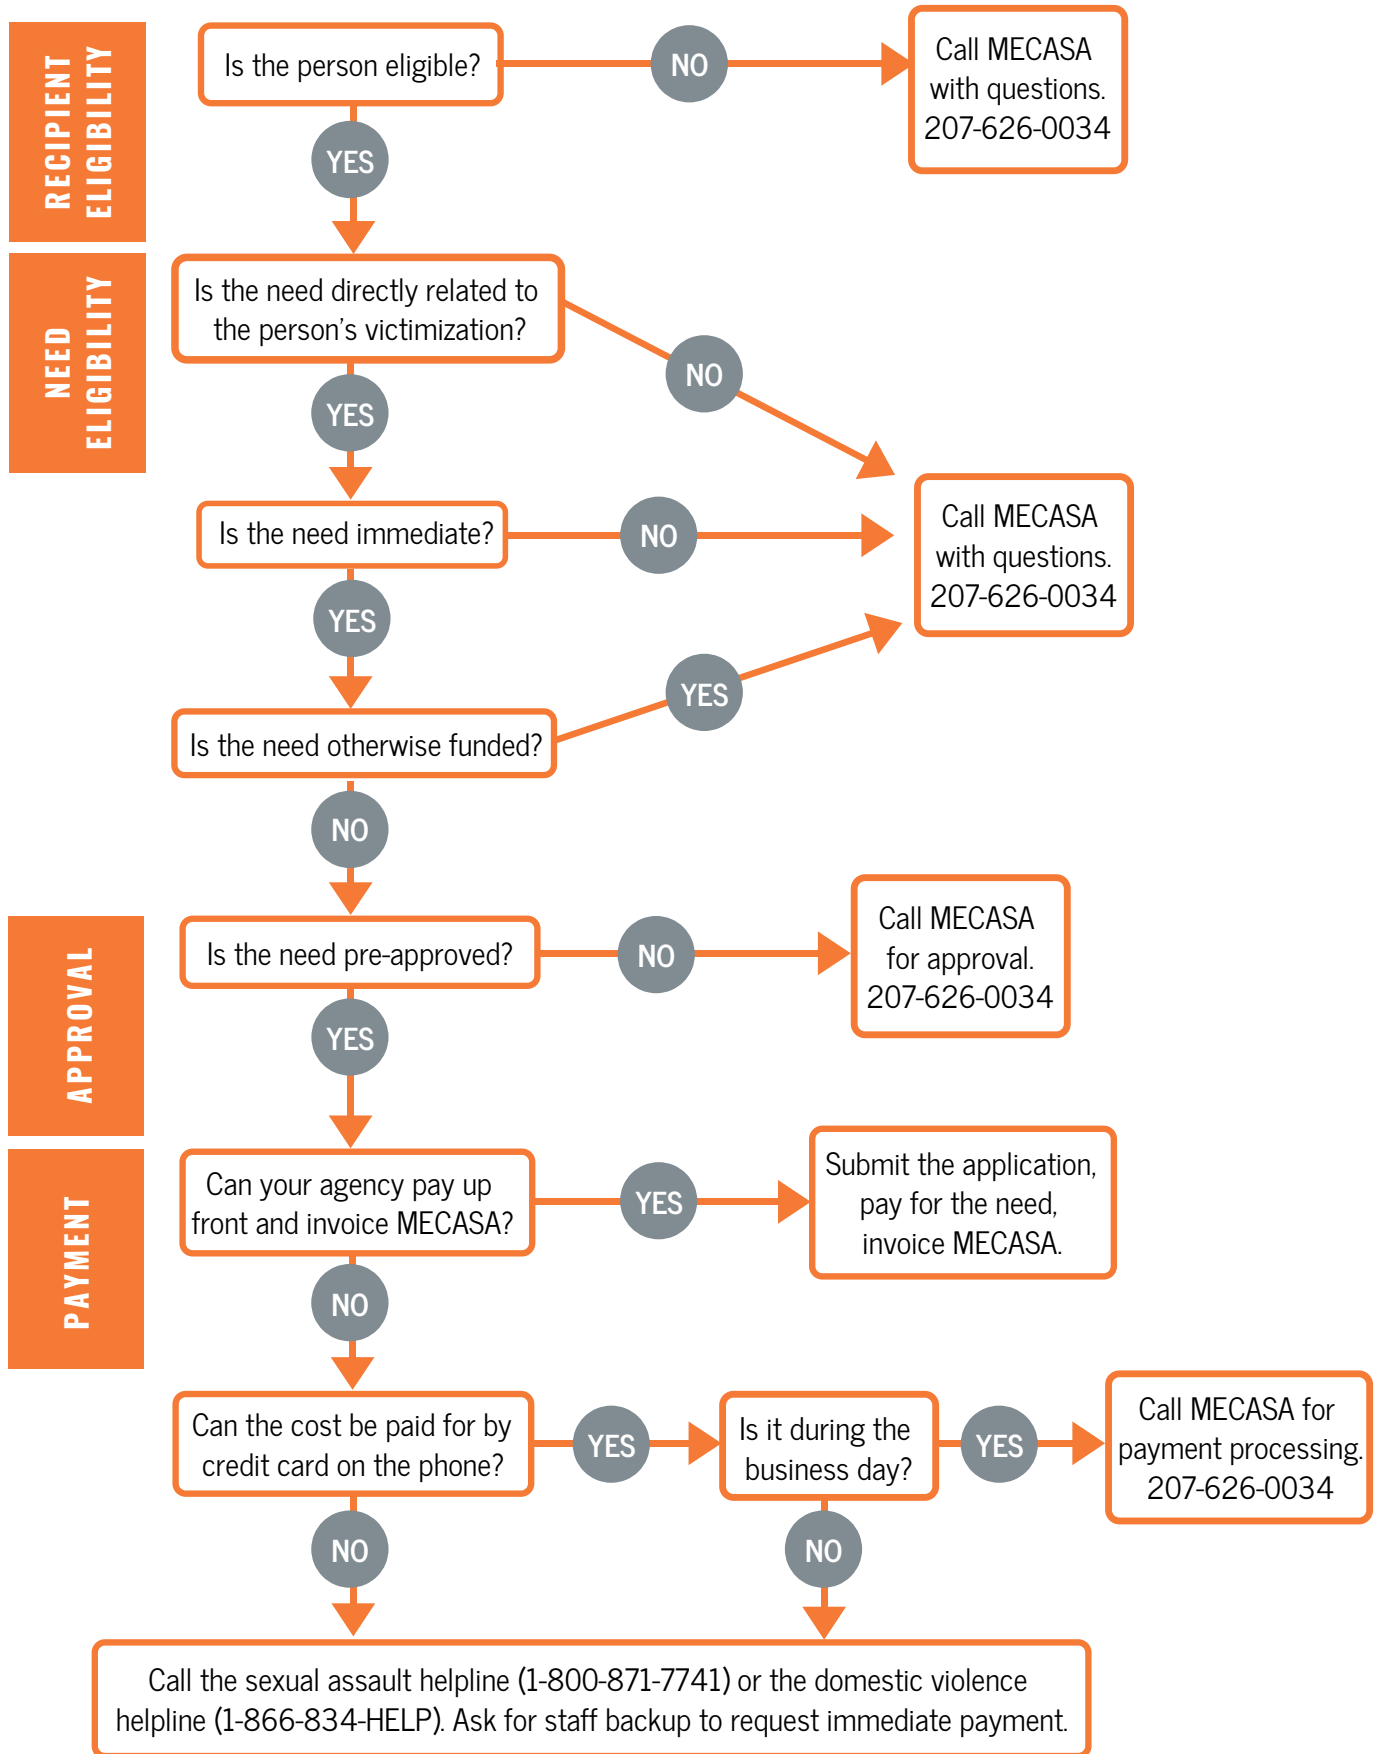 RECIPIENT
ELIGIBILITY
Is the person eligible?
NO
Call MECASA
with questions.
207-626-0034
YES
NEED
ELIGIBILITY
Is the need directly related to
the person's victimization?
NO
YES
Is the need immediate?
NO
Call MECASA
with questions.
207-626-0034
YES
Is the need otherwise funded?
YES
NO
APPROVAL
Is the need pre-approved?
NO
Call MECASA
for approval.
207-626-0034
YES
PAYMENT
Can your agency pay up
front and invoice MECASA?
YES
Submit the application,
pay for the need,
invoice MECASA.
NO
Can the cost be paid for by
credit card on the phone?
YES
Is it during the
business day?
YES
Call MECASA for
payment processing.
207-626-0034
NO
NO
Call the sexual assault helpline (1-800-871-7741) or the domestic violence
helpline (1-866-834-HELP). Ask for staff backup to request immediate payment.